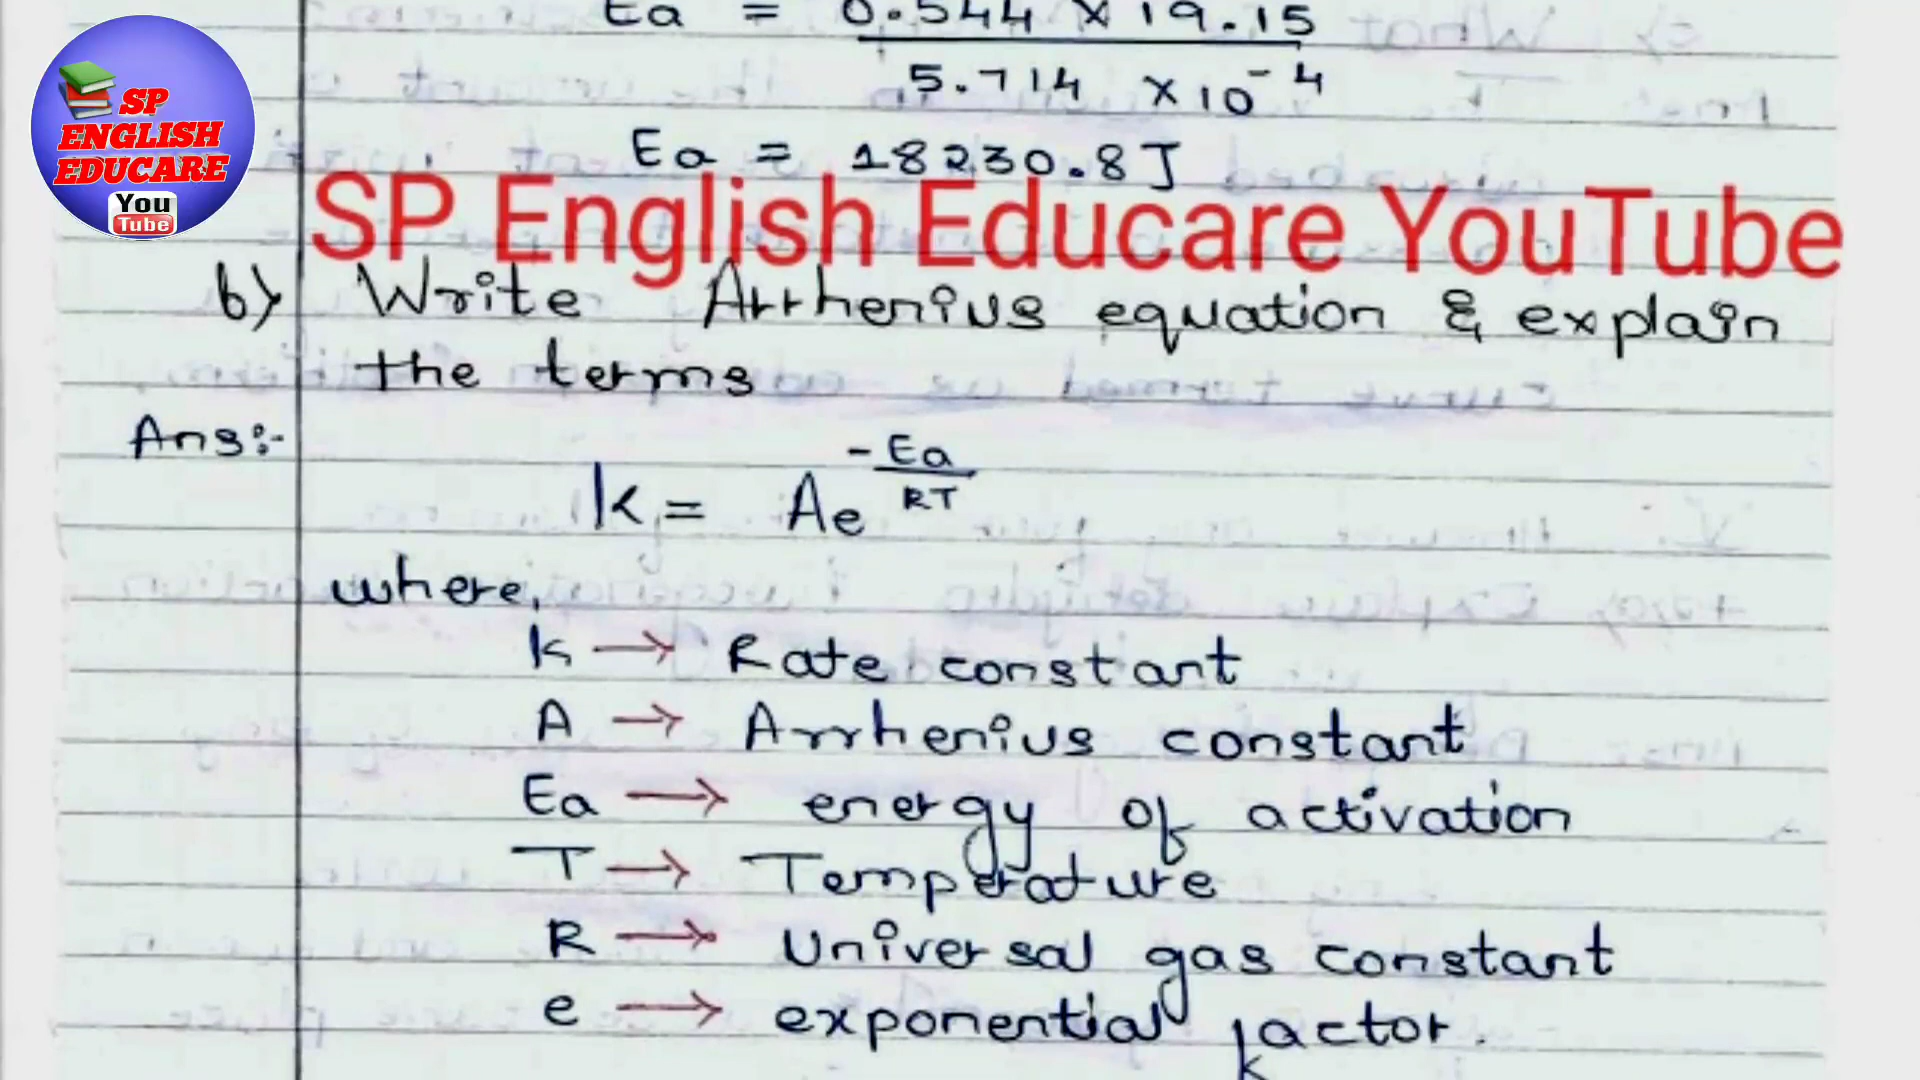 Ea = 0.544 × 19.15
5.714 × 10⁻⁴
Ea = 18230.8J
SP
ENGLISH
EDUCARE
You
Tube
SP English Educare YouTube
b) Write Arrhenius equation & explain
the terms
Ans:-
k = Ae^(-Ea/RT)
where,
k → Rate constant
A → Arrhenius constant
Ea → energy of activation
T → Temperature
R → Universal gas constant
e → exponential factor.